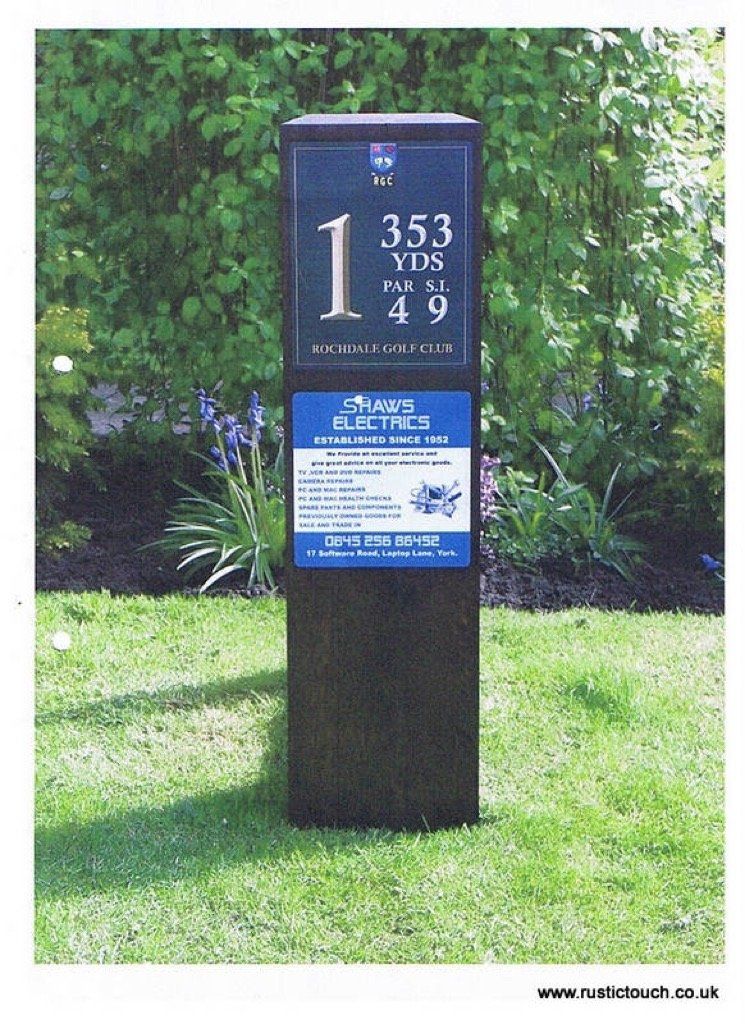 RGC
1
353
YDS
PAR S.I.
4 9
ROCHDALE GOLF CLUB
SHAWS
ELECTRICS
ESTABLISHED SINCE 1952
We Provide an excellent service and
give great advice on all your electronic goods.
TV ,VCR AND DVD REPAIRS
CAMERA REPAIRS
PC AND MAC REPAIRS
PC AND MAC HEALTH CHECKS
SPARE PARTS AND COMPONENTS
PREVIOUSLY OWNED GOODS FOR
SALE AND TRADE IN
0845 256 86452
17 Software Road, Laptop Lane, York.
www.rustictouch.co.uk